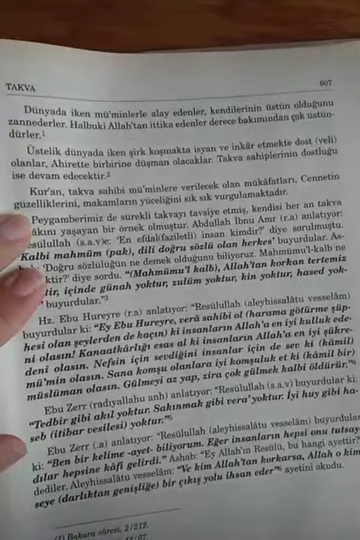 TAKVA
607
Dünyada iken mü'minlerle alay edenler, kendilerinin üstün olduğunu
zannederler. Halbuki Allah'tan ittika edenler derece bakımından çok üstün-
dürler.¹
Üstelik dünyada iken şirk koşmakta isyan ve inkâr etmekte dost (veli)
olanlar, Ahirette birbirine düşman olacaklar. Takva sahiplerinin dostluğu
ise devam edecektir.²
Kur'an, takva sahibi mü'minlere verilecek olan mükâfatları, Cennetin
güzelliklerini, makamların yüceliğini sık sık vurgulamaktadır.
Peygamberimiz de sürekli takvayı tavsiye etmiş, kendisi her an takva
yaşayan bir örnek olmuştur. Abdullah İbnu Amr (r.a) anlatıyor:
(s.a.v)e: 'En efdal(faziletli) insan kimdir?' diye sorulmuştu.
Kalbi mahmûm (pak), dili doğru sözlü olan herkes' buyurdular. As-
'Doğru sözlülüğün ne demek olduğunu biliyoruz. Mahmûmu'l-kalb ne
diye sordu. "(Mahmûmu'l kalb), Allah'tan korkan tertemiz
içinde günah yoktur, zulüm yoktur, kin yoktur, hased yok-
buyurdular."³
Hz. Ebu Hureyre (r.a) anlatıyor: "Resûlullah (aleyhissalâtu vesselâm)
buyurdular ki: "Ey Ebu Hureyre, verâ sahibi ol (harama götürme şüp-
hesi olan şeylerden de kaçın) ki insanların Allah'a en iyi kulluk ede-
ni olasın! Kanaatkârlığı esas al ki insanların Allah'a en iyi şükre-
deni olasın. Nefsin için sevdiğini insanlar için de sev ki (kâmil)
mü'min olasın. Sana komşu olanlara iyi komşuluk et ki (kâmil bir)
müslüman olasın. Gülmeyi az yap, zira çok gülmek kalbi öldürür."⁴
Ebu Zerr (radıyallahu anh) anlatıyor: "Resûlullah (s.a.v) buyurdular ki:
"Tedbir gibi akıl yoktur. Sakınmak gibi vera' yoktur. İyi huy gibi ha-
seb (itibar vesilesi) yoktur."⁵
Ebu Zerr (.a) anlatıyor: "Resûlullah (aleyhissalâtu vesselâm) buyurdular
ki: "Ben bir kelime -ayet- biliyorum. Eğer insanların hepsi onu tutsay-
dılar hepsine kâfi gelirdi." Ashab: "Ey Allah'ın Resûlü, bu hangi ayettir?"
dediler. Aleyhissalâtu vesselâm: "Ve kim Allah'tan korkarsa, Allah o kim-
seye (darlıktan genişliğe) bir çıkış yolu ihsan eder"⁶ ayetini okudu.
(1) Bakara sûresi, 2/212.